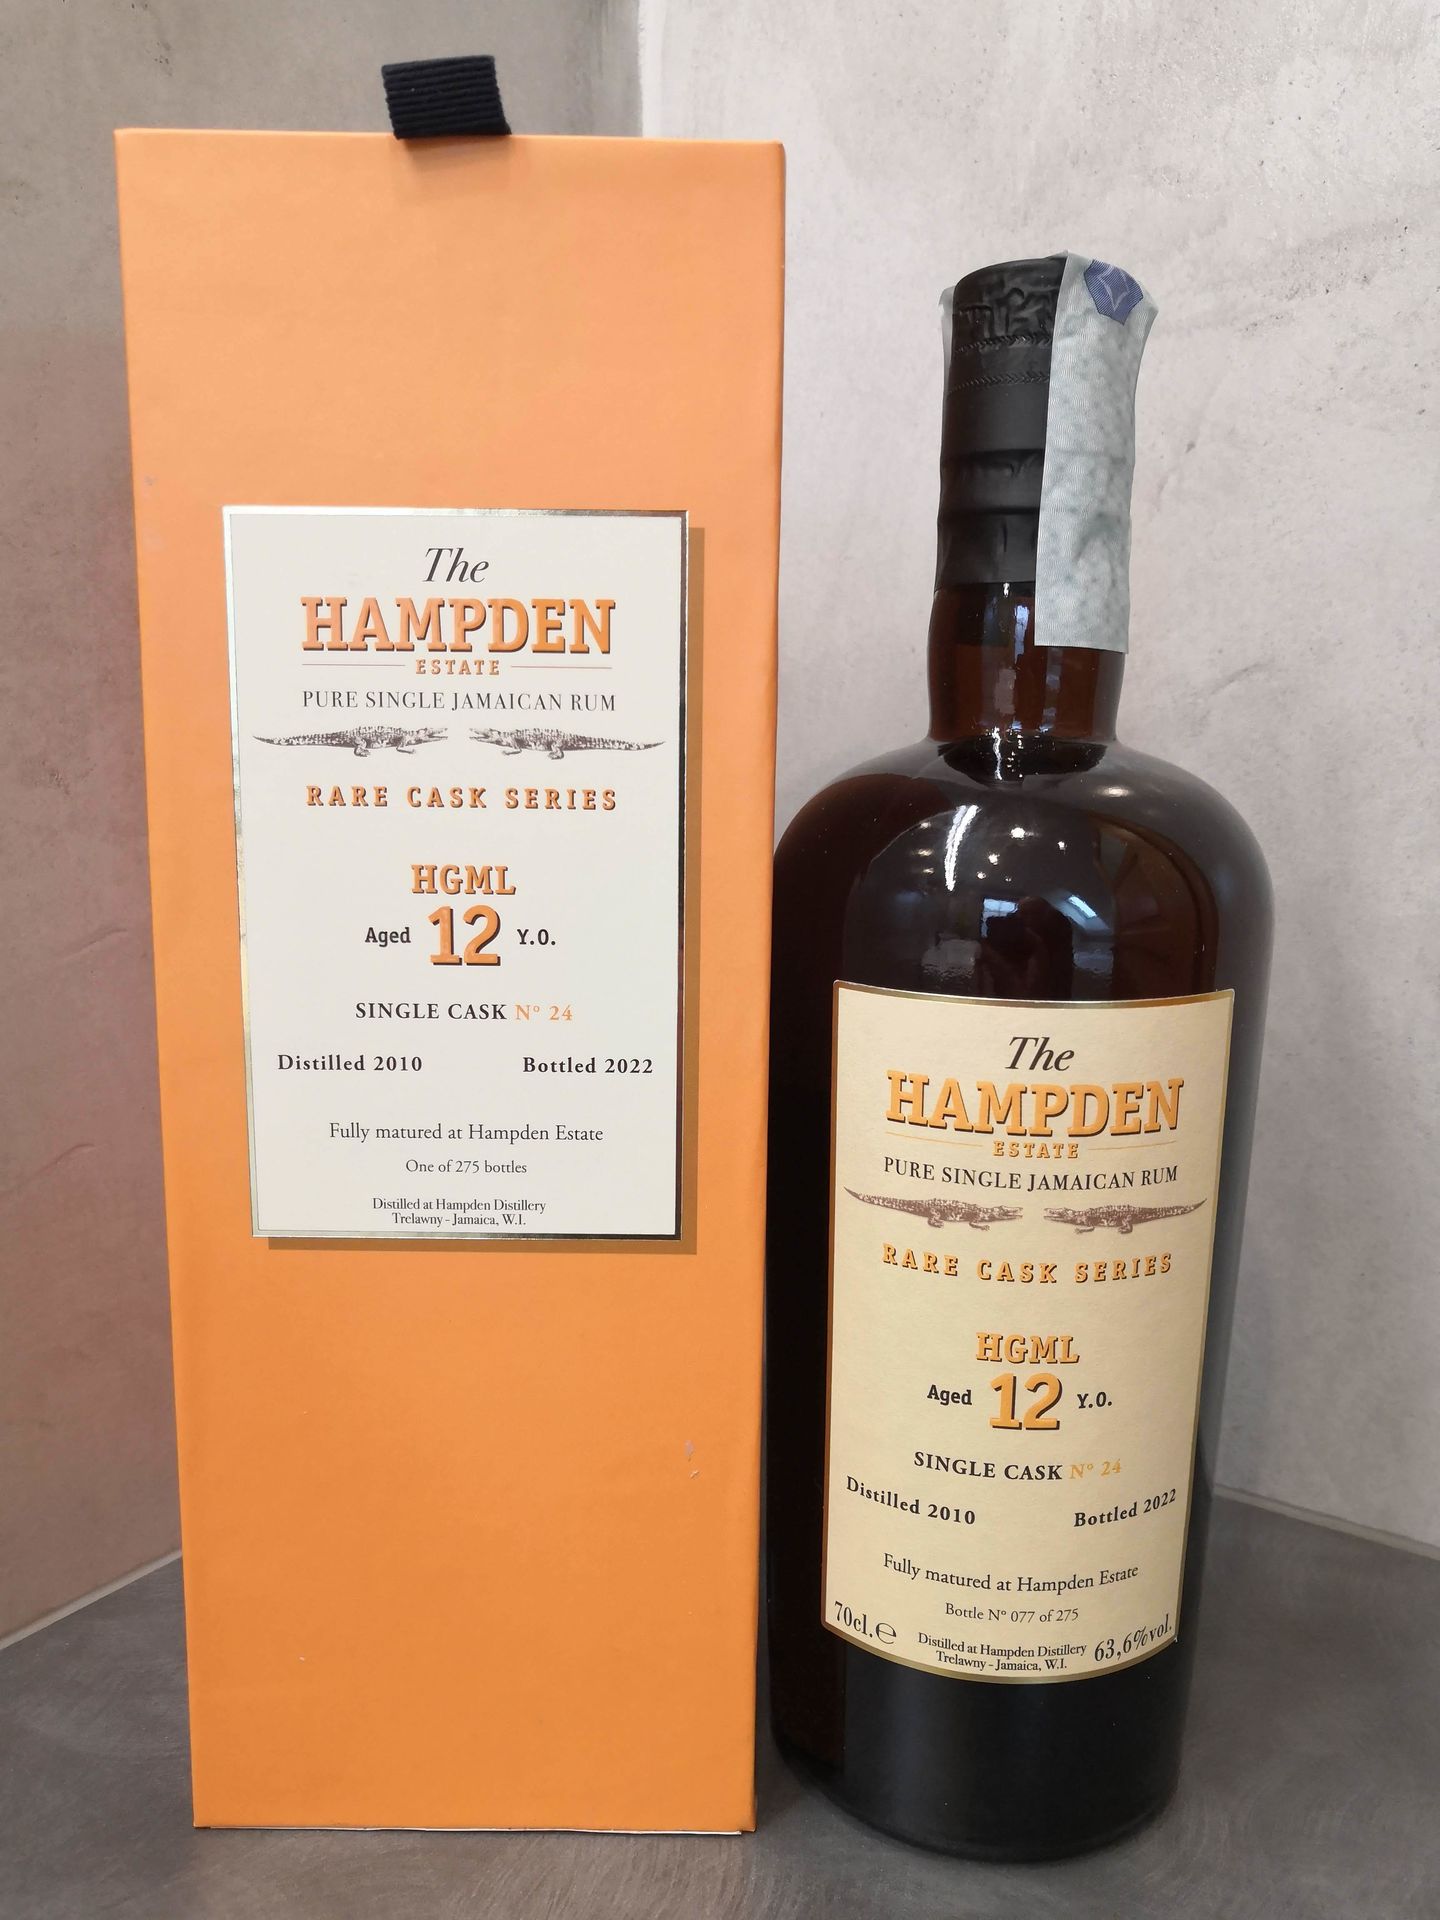 The
HAMPDEN
ESTATE
PURE SINGLE JAMAICAN RUM
RARE CASK SERIES
HGML
Aged 12 Y.O.
SINGLE CASK N° 24
Distilled 2010 Bottled 2022
Fully matured at Hampden Estate
One of 275 bottles
Distilled at Hampden Distillery
Trelawny - Jamaica, W.I.
The
HAMPDEN
ESTATE
PURE SINGLE JAMAICAN RUM
RARE CASK SERIES
HGML
Aged 12 Y.O.
SINGLE CASK N° 24
Distilled 2010 Bottled 2022
Fully matured at Hampden Estate
Bottle N° 077 of 275
70cl.℮ Distilled at Hampden Distillery 63,6%vol.
Trelawny - Jamaica, W.I.